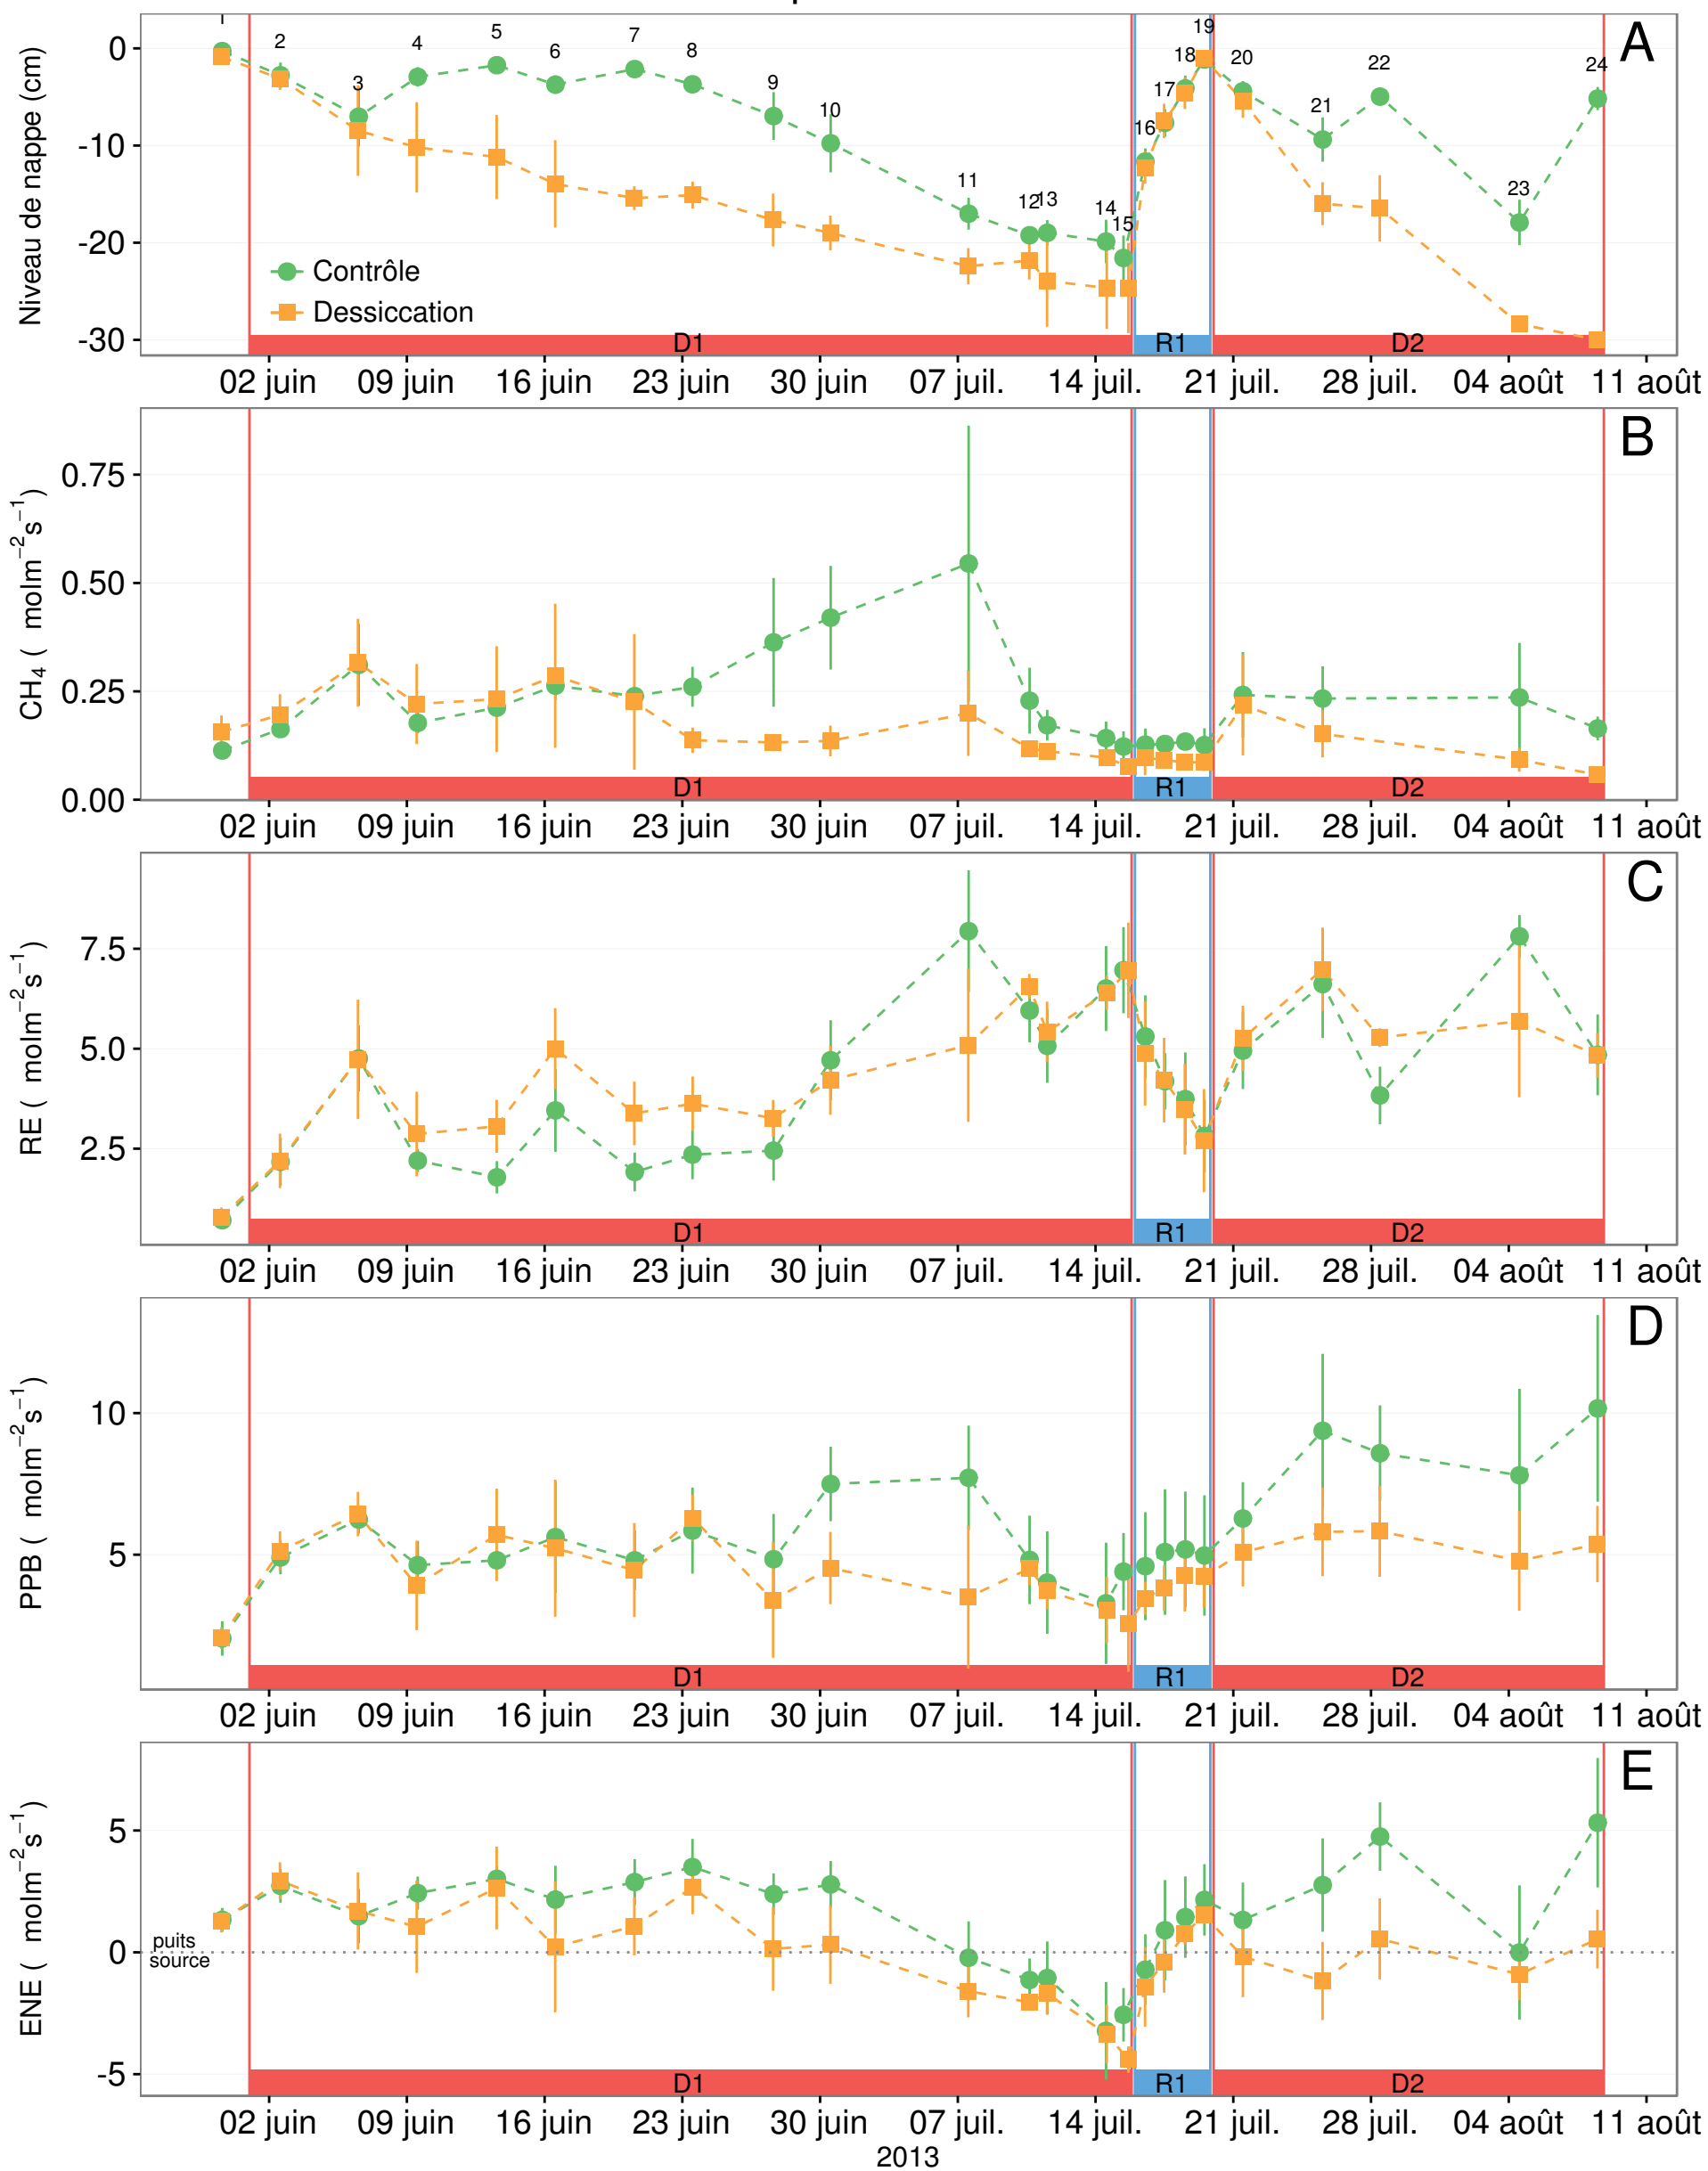 A
1 2 3 4 5 6 7 8 9 10 11 12 13 14 15 16 17 18 19 20 21 22 23 24
Niveau de nappe (cm)
0
-10
-20
-30
Contrôle
Dessiccation
D1 R1 D2
02 juin 09 juin 16 juin 23 juin 30 juin 07 juil. 14 juil. 21 juil. 28 juil. 04 août 11 août
B
CH4 ( molm−2s−1)
0.75
0.50
0.25
0.00
D1 R1 D2
02 juin 09 juin 16 juin 23 juin 30 juin 07 juil. 14 juil. 21 juil. 28 juil. 04 août 11 août
C
RE ( molm−2s−1)
7.5
5.0
2.5
D1 R1 D2
02 juin 09 juin 16 juin 23 juin 30 juin 07 juil. 14 juil. 21 juil. 28 juil. 04 août 11 août
D
PPB ( molm−2s−1)
10
5
D1 R1 D2
02 juin 09 juin 16 juin 23 juin 30 juin 07 juil. 14 juil. 21 juil. 28 juil. 04 août 11 août
E
ENE ( molm−2s−1)
5
0
-5
puits
source
D1 R1 D2
02 juin 09 juin 16 juin 23 juin 30 juin 07 juil. 14 juil. 21 juil. 28 juil. 04 août 11 août
2013